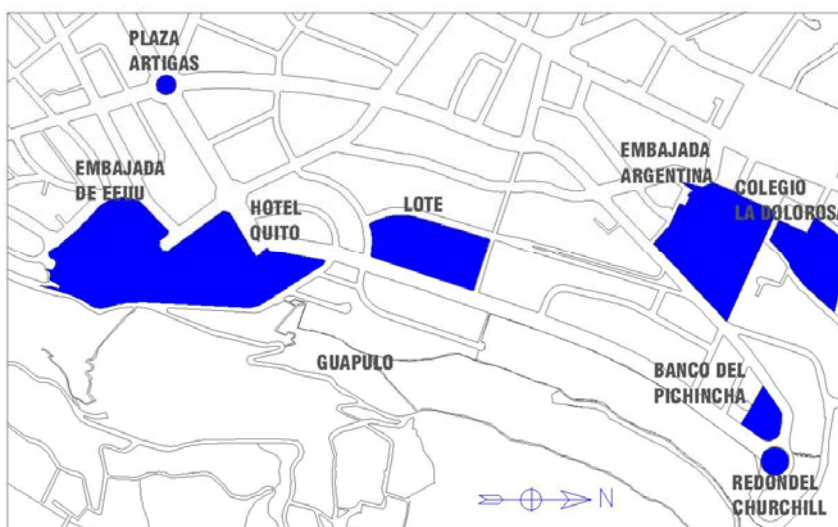 PLAZA
ARTIGAS
EMBAJADA
DE EEUU
HOTEL
QUITO
LOTE
EMBAJADA
ARGENTINA
COLEGIO
LA DOLOROSA
GUAPULO
BANCO DEL
PICHINCHA
REDONDEL
CHURCHILL
N